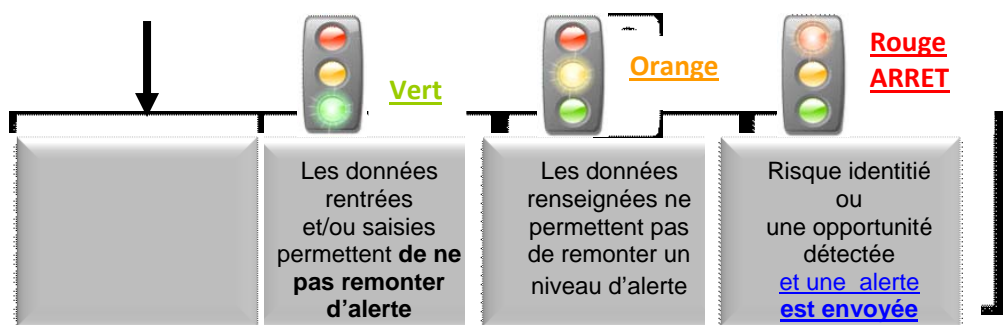 Vert
Orange
Rouge
ARRET
Les données
rentrées
et/ou saisies
permettent de ne
pas remonter
d'alerte
Les données
renseignées ne
permettent pas
de remonter un
niveau d'alerte
Risque identitié
ou
une opportunité
détectée
et une alerte
est envoyée